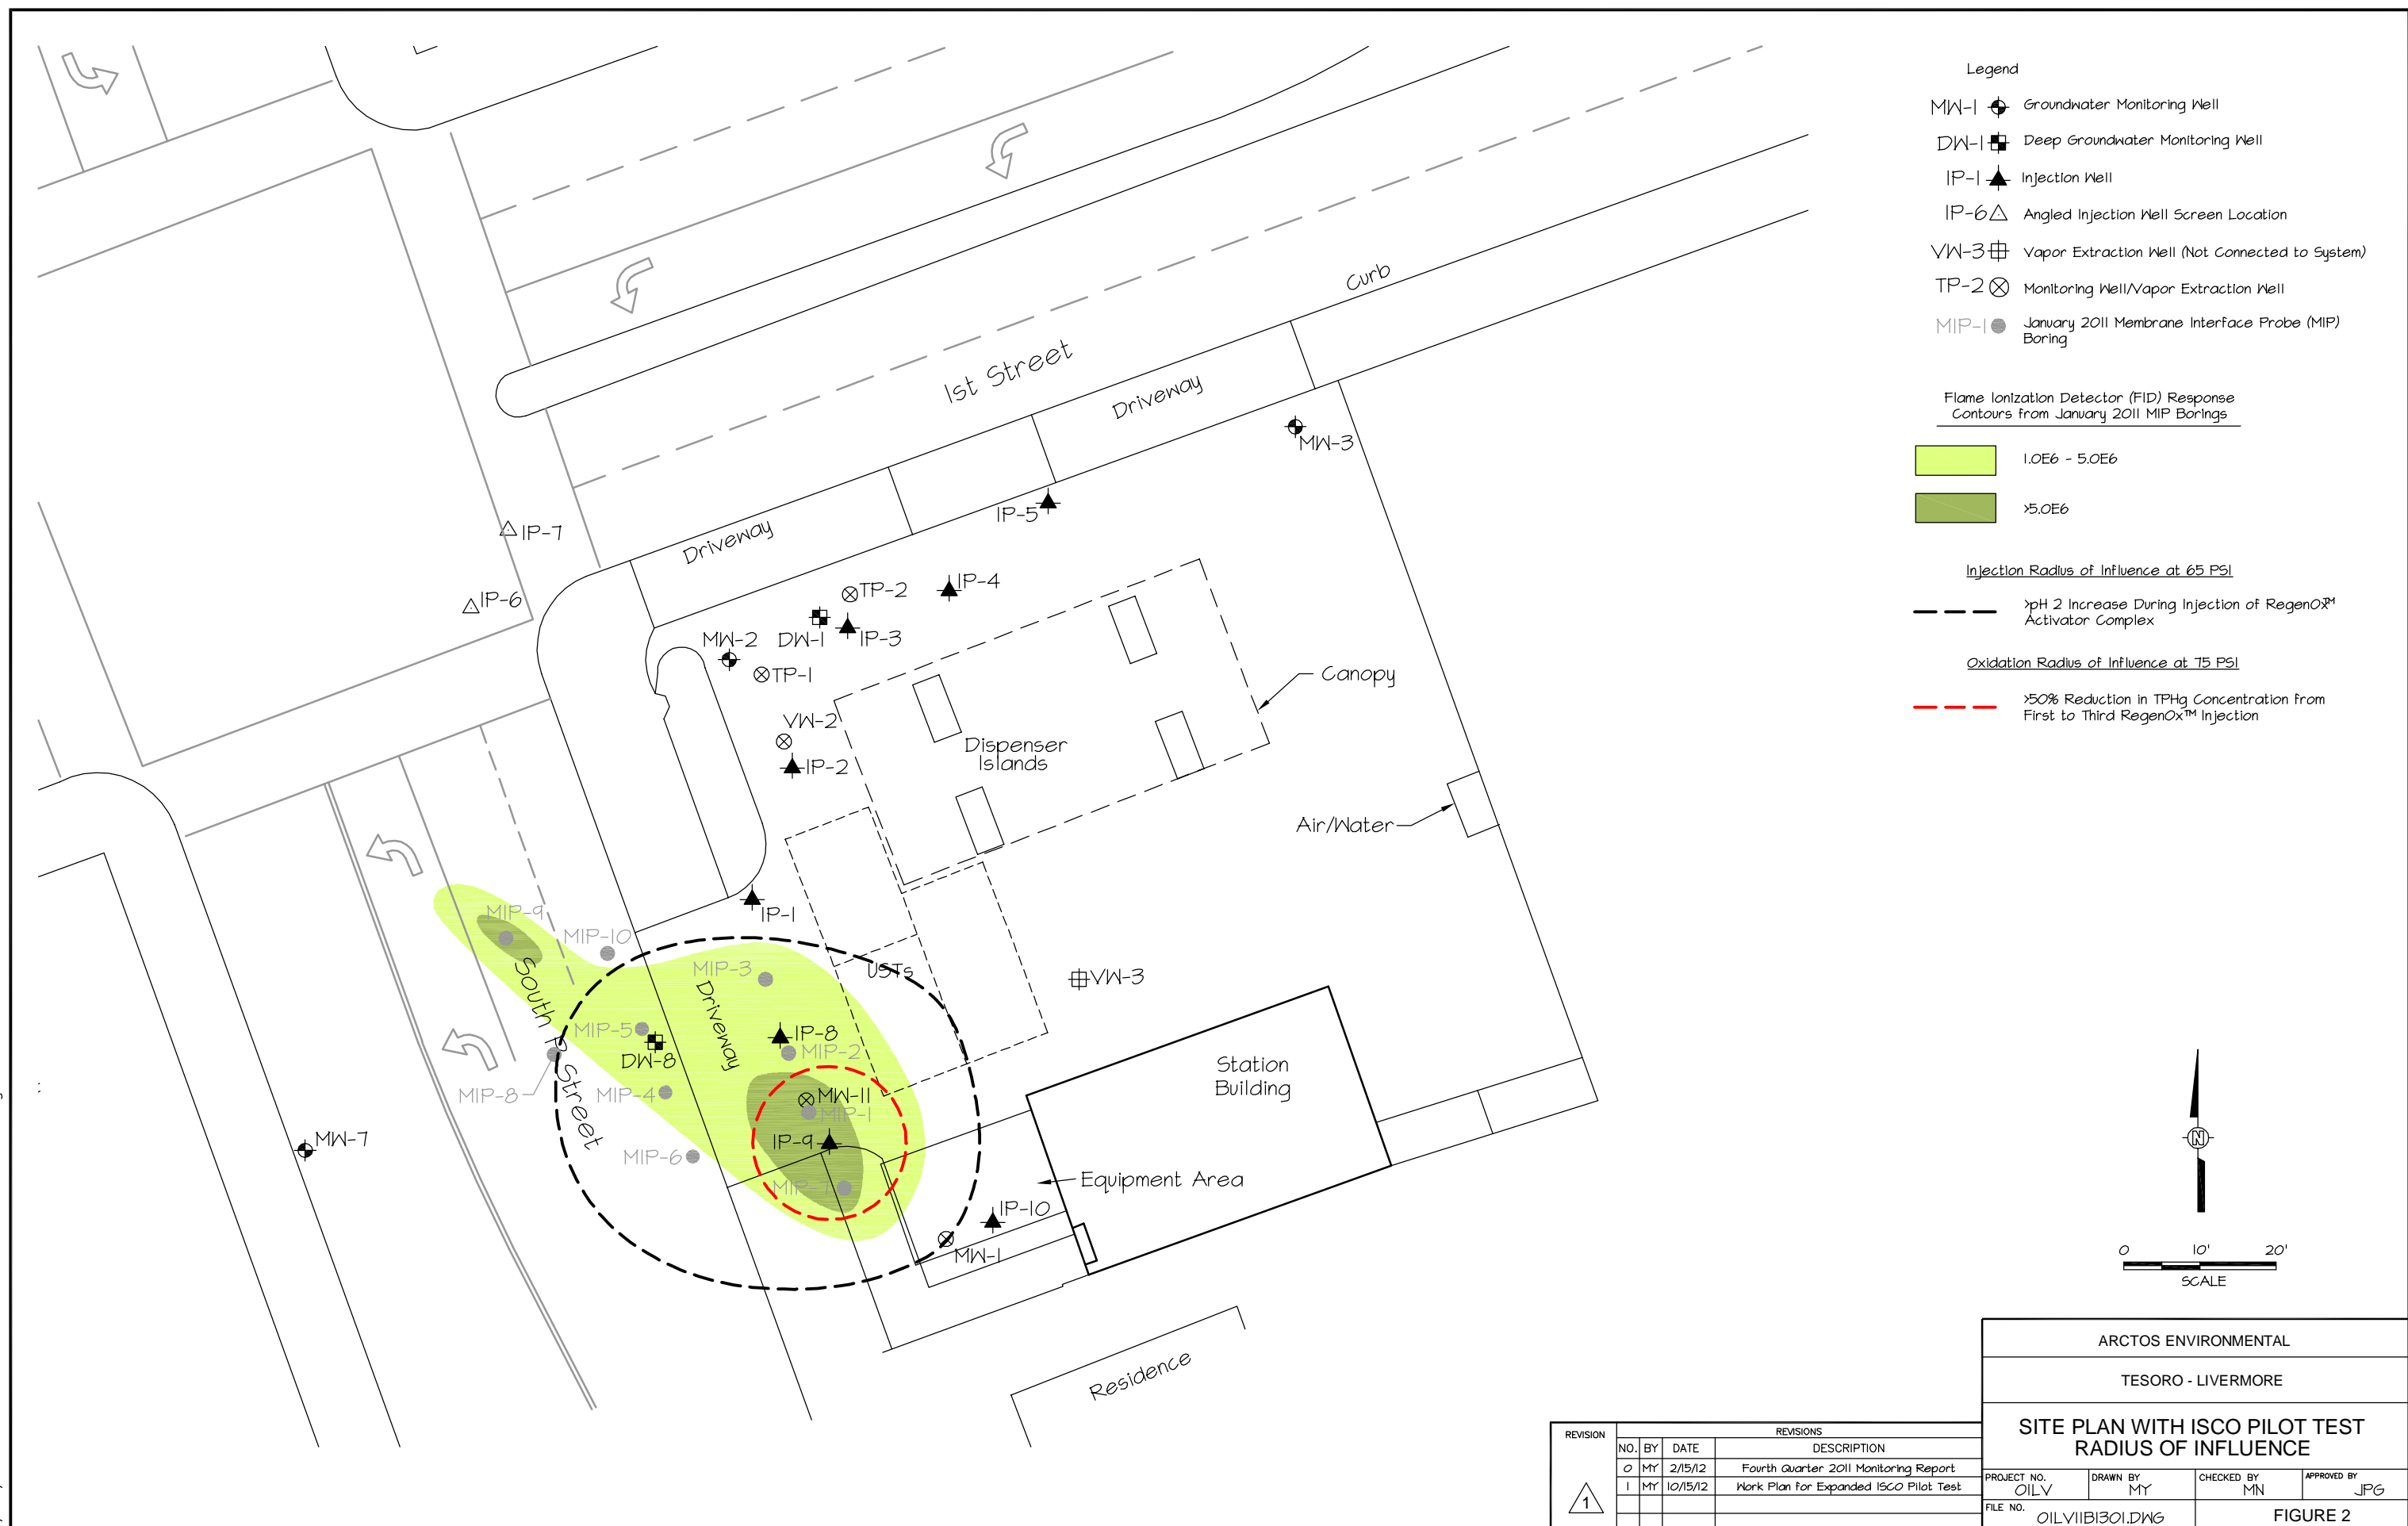 Legend
MW-1 Groundwater Monitoring Well
DW-1 Deep Groundwater Monitoring Well
IP-1 Injection Well
IP-6 Angled Injection Well Screen Location
VW-3 Vapor Extraction Well (Not Connected to System)
TP-2 Monitoring Well/Vapor Extraction Well
MIP-1 January 2011 Membrane Interface Probe (MIP)
Boring
Flame Ionization Detector (FID) Response
Contours from January 2011 MIP Borings
1.0E6 - 5.0E6
>5.0E6
Injection Radius of Influence at 65 PSI
>pH 2 Increase During Injection of RegenOx™
Activator Complex
Oxidation Radius of Influence at 75 PSI
>50% Reduction in TPHg Concentration from
First to Third RegenOx™ Injection
Curb
1st Street
Driveway
MW-3
IP-5
Driveway
IP-7
IP-6
TP-2
IP-4
DW-1
IP-3
MW-2
TP-1
Canopy
VW-2
IP-2
Dispenser
Islands
Air/Water
IP-1
MIP-9
MIP-10
MIP-3
USTs
VW-3
South P Street
Driveway
MIP-5
DW-8
IP-8
MIP-2
MIP-8
MIP-4
MW-11
MIP-1
Station
Building
MW-7
IP-9
MIP-6
MIP-7
Equipment Area
IP-10
MW-1
Residence
N
0 10' 20'
SCALE
ARCTOS ENVIRONMENTAL
TESORO - LIVERMORE
SITE PLAN WITH ISCO PILOT TEST
RADIUS OF INFLUENCE
PROJECT NO. DRAWN BY CHECKED BY APPROVED BY
01LV MY MN JPG
FILE NO. 01LV11B1301.DWG FIGURE 2
REVISION REVISIONS
NO. BY DATE DESCRIPTION
0 MY 2/15/12 Fourth Quarter 2011 Monitoring Report
1 MY 10/15/12 Work Plan for Expanded ISCO Pilot Test
1